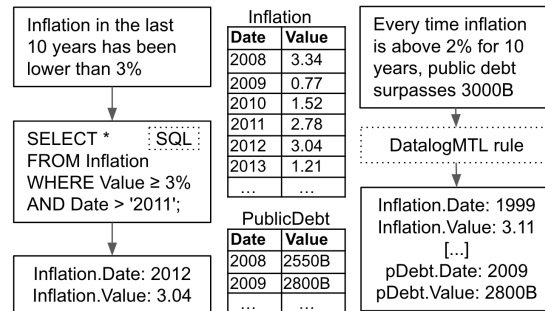 Inflation in the last
10 years has been
lower than 3%
SELECT * SQL
FROM Inflation
WHERE Value ≥ 3%
AND Date > '2011';
Inflation.Date: 2012
Inflation.Value: 3.04
Inflation
Date Value
2008 3.34
2009 0.77
2010 1.52
2011 2.78
2012 3.04
2013 1.21
... ...
PublicDebt
Date Value
2008 2550B
2009 2800B
... ...
Every time inflation
is above 2% for 10
years, public debt
surpasses 3000B
DatalogMTL rule
Inflation.Date: 1999
Inflation.Value: 3.11
[...]
pDebt.Date: 2009
pDebt.Value: 2800B